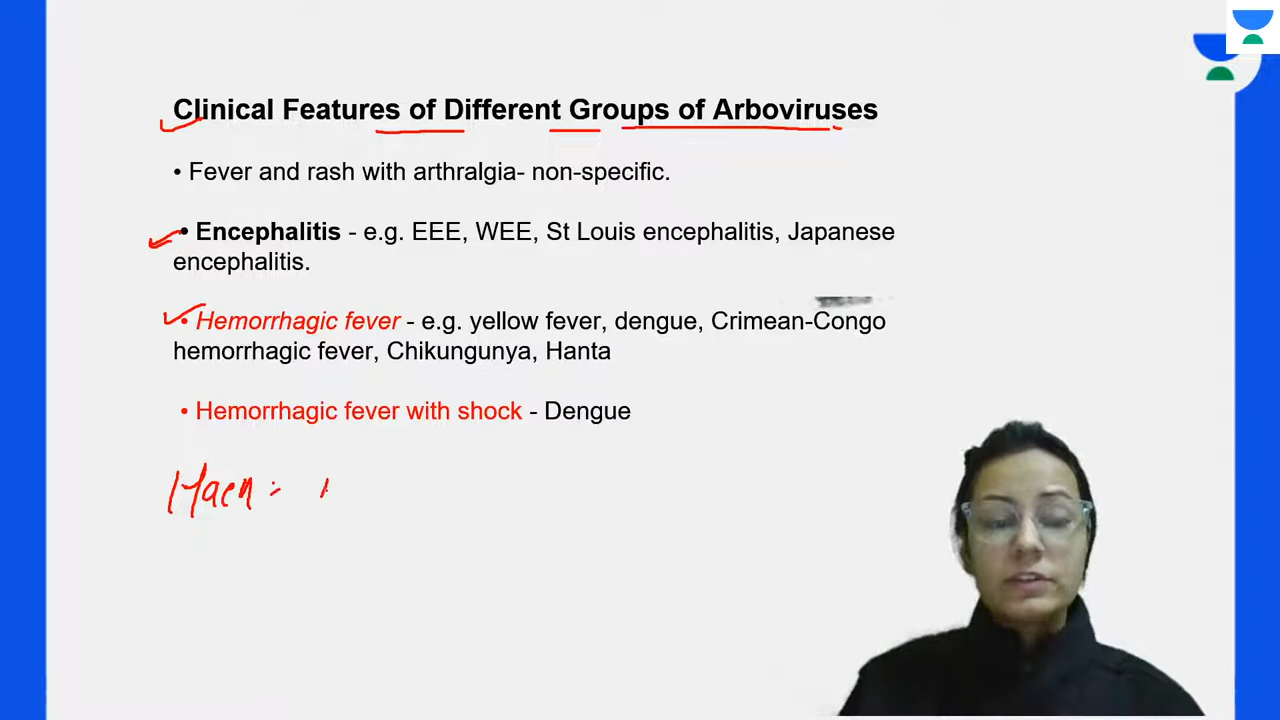 Clinical Features of Different Groups of Arboviruses
• Fever and rash with arthralgia- non-specific.
• Encephalitis - e.g. EEE, WEE, St Louis encephalitis, Japanese
encephalitis.
• Hemorrhagic fever - e.g. yellow fever, dengue, Crimean-Congo
hemorrhagic fever, Chikungunya, Hanta
• Hemorrhagic fever with shock - Dengue